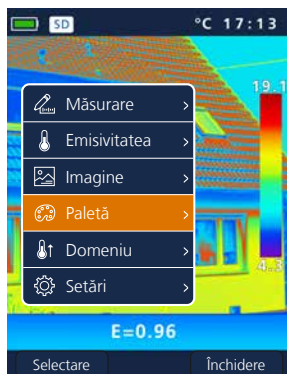 SD °C 17:13
19.1
Măsurare
Emisivitatea
Imagine
Paletă
Domeniu
Setări
4.3
E=0.96
Selectare Închidere